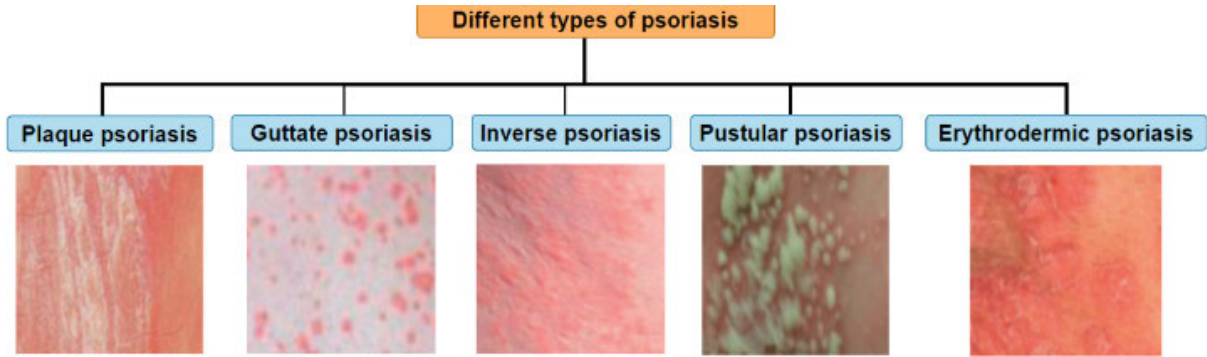 Different types of psoriasis
Plaque psoriasis
Guttate psoriasis
Inverse psoriasis
Pustular psoriasis
Erythrodermic psoriasis